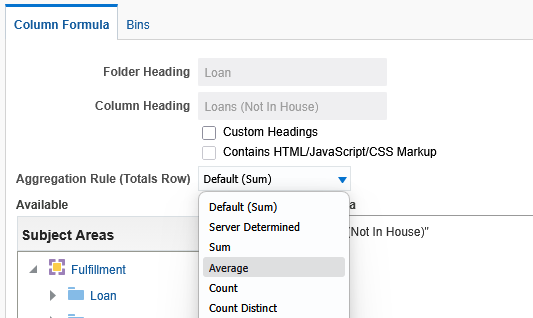 Column Formula Bins
Folder Heading Loan
Column Heading Loans (Not In House)
Custom Headings
Contains HTML/JavaScript/CSS Markup
Aggregation Rule (Totals Row) Default (Sum)
Available
Default (Sum)
Subject Areas
Server Determined
(Not In House)"
Sum
Fulfillment
Average
Loan
Count
Count Distinct